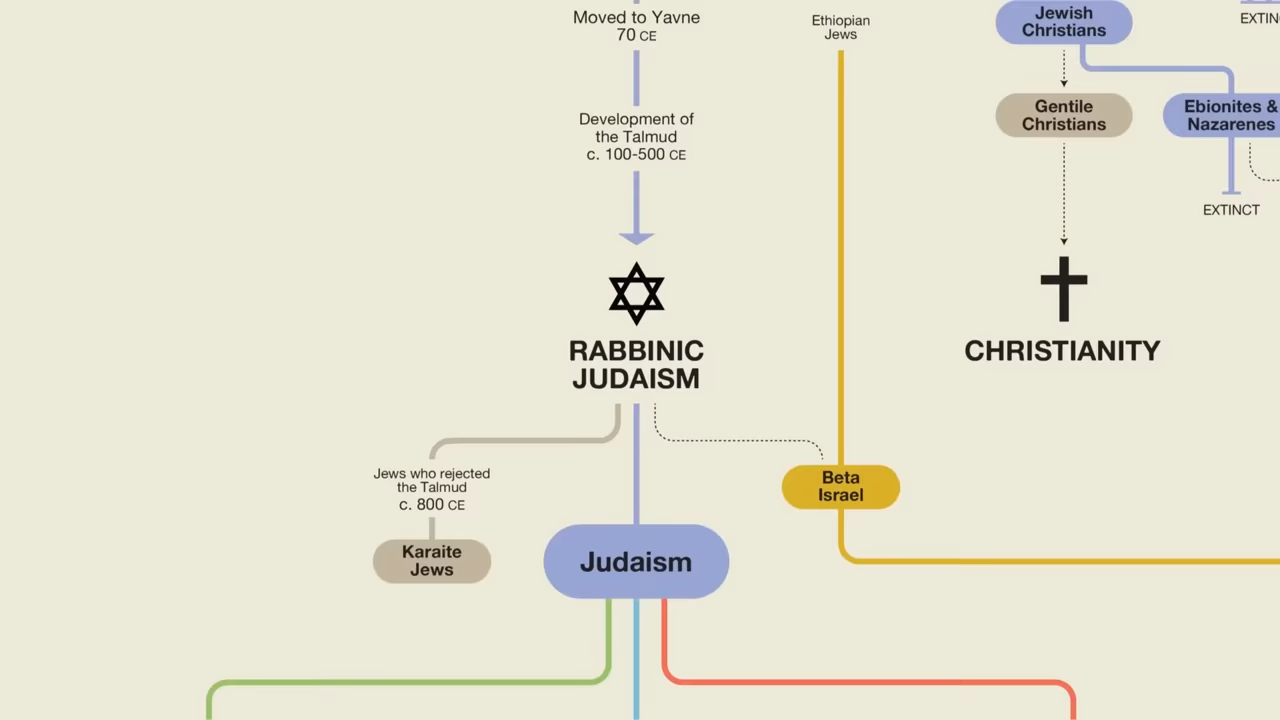 Moved to Yavne
70 CE
Ethiopian
Jews
Jewish
Christians
Development of
the Talmud
c. 100-500 CE
Gentile
Christians
Ebionites &
Nazarenes
EXTINCT
RABBINIC
JUDAISM
CHRISTIANITY
Jews who rejected
the Talmud
c. 800 CE
Beta
Israel
Karaite
Jews
Judaism